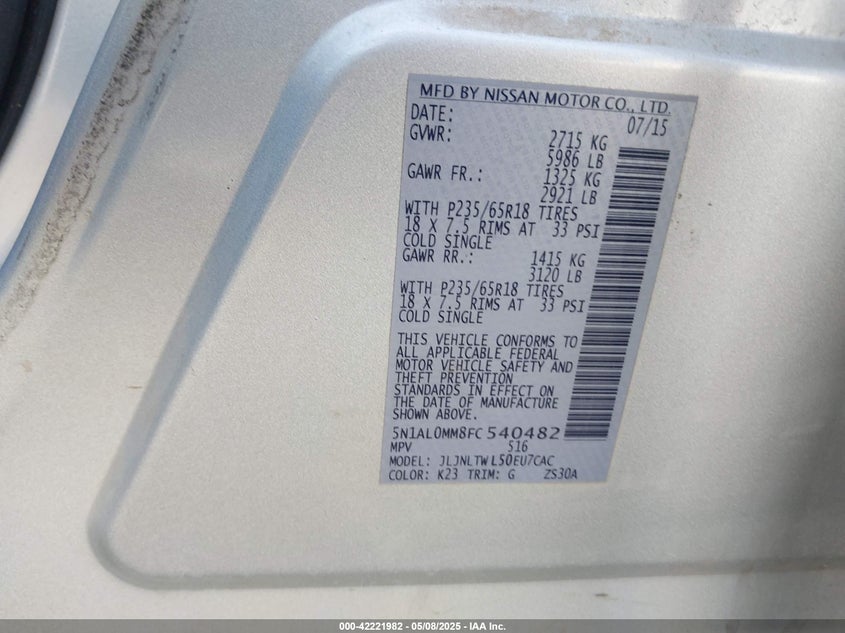 MFD BY NISSAN MOTOR CO., LTD.
DATE: 07/15
GVWR: 2715 KG
5986 LB
GAWR FR.: 1325 KG
2921 LB
WITH P235/65R18 TIRES
18 X 7.5 RIMS AT 33 PSI
COLD SINGLE
GAWR RR.: 1415 KG
3120 LB
WITH P235/65R18 TIRES
18 X 7.5 RIMS AT 33 PSI
COLD SINGLE
THIS VEHICLE CONFORMS TO
ALL APPLICABLE FEDERAL
MOTOR VEHICLE SAFETY AND
THEFT PREVENTION
STANDARDS IN EFFECT ON
THE DATE OF MANUFACTURE
SHOWN ABOVE.
5N1AL0MM8FC540482
MPV 516
MODEL: JLJNLTWL50EU7CAC
COLOR: K23 TRIM: G ZS30A
000-42221982 - 05/08/2025 - IAA Inc.